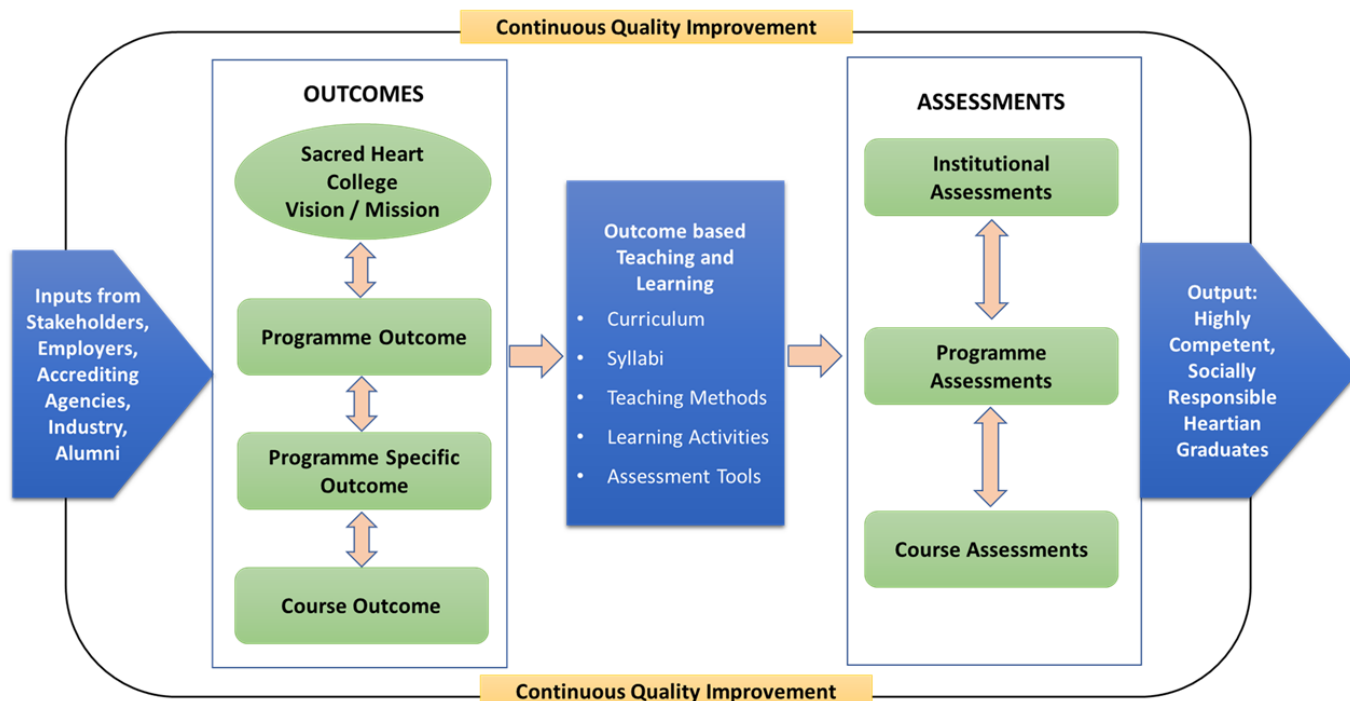 Continuous Quality Improvement
Inputs from
Stakeholders,
Employers,
Accrediting
Agencies,
Industry,
Alumni
OUTCOMES
Sacred Heart
College
Vision / Mission
Programme Outcome
Programme Specific
Outcome
Course Outcome
Outcome based
Teaching and
Learning
• Curriculum
• Syllabi
• Teaching Methods
• Learning Activities
• Assessment Tools
ASSESSMENTS
Institutional
Assessments
Programme
Assessments
Course Assessments
Output:
Highly
Competent,
Socially
Responsible
Heartian
Graduates
Continuous Quality Improvement